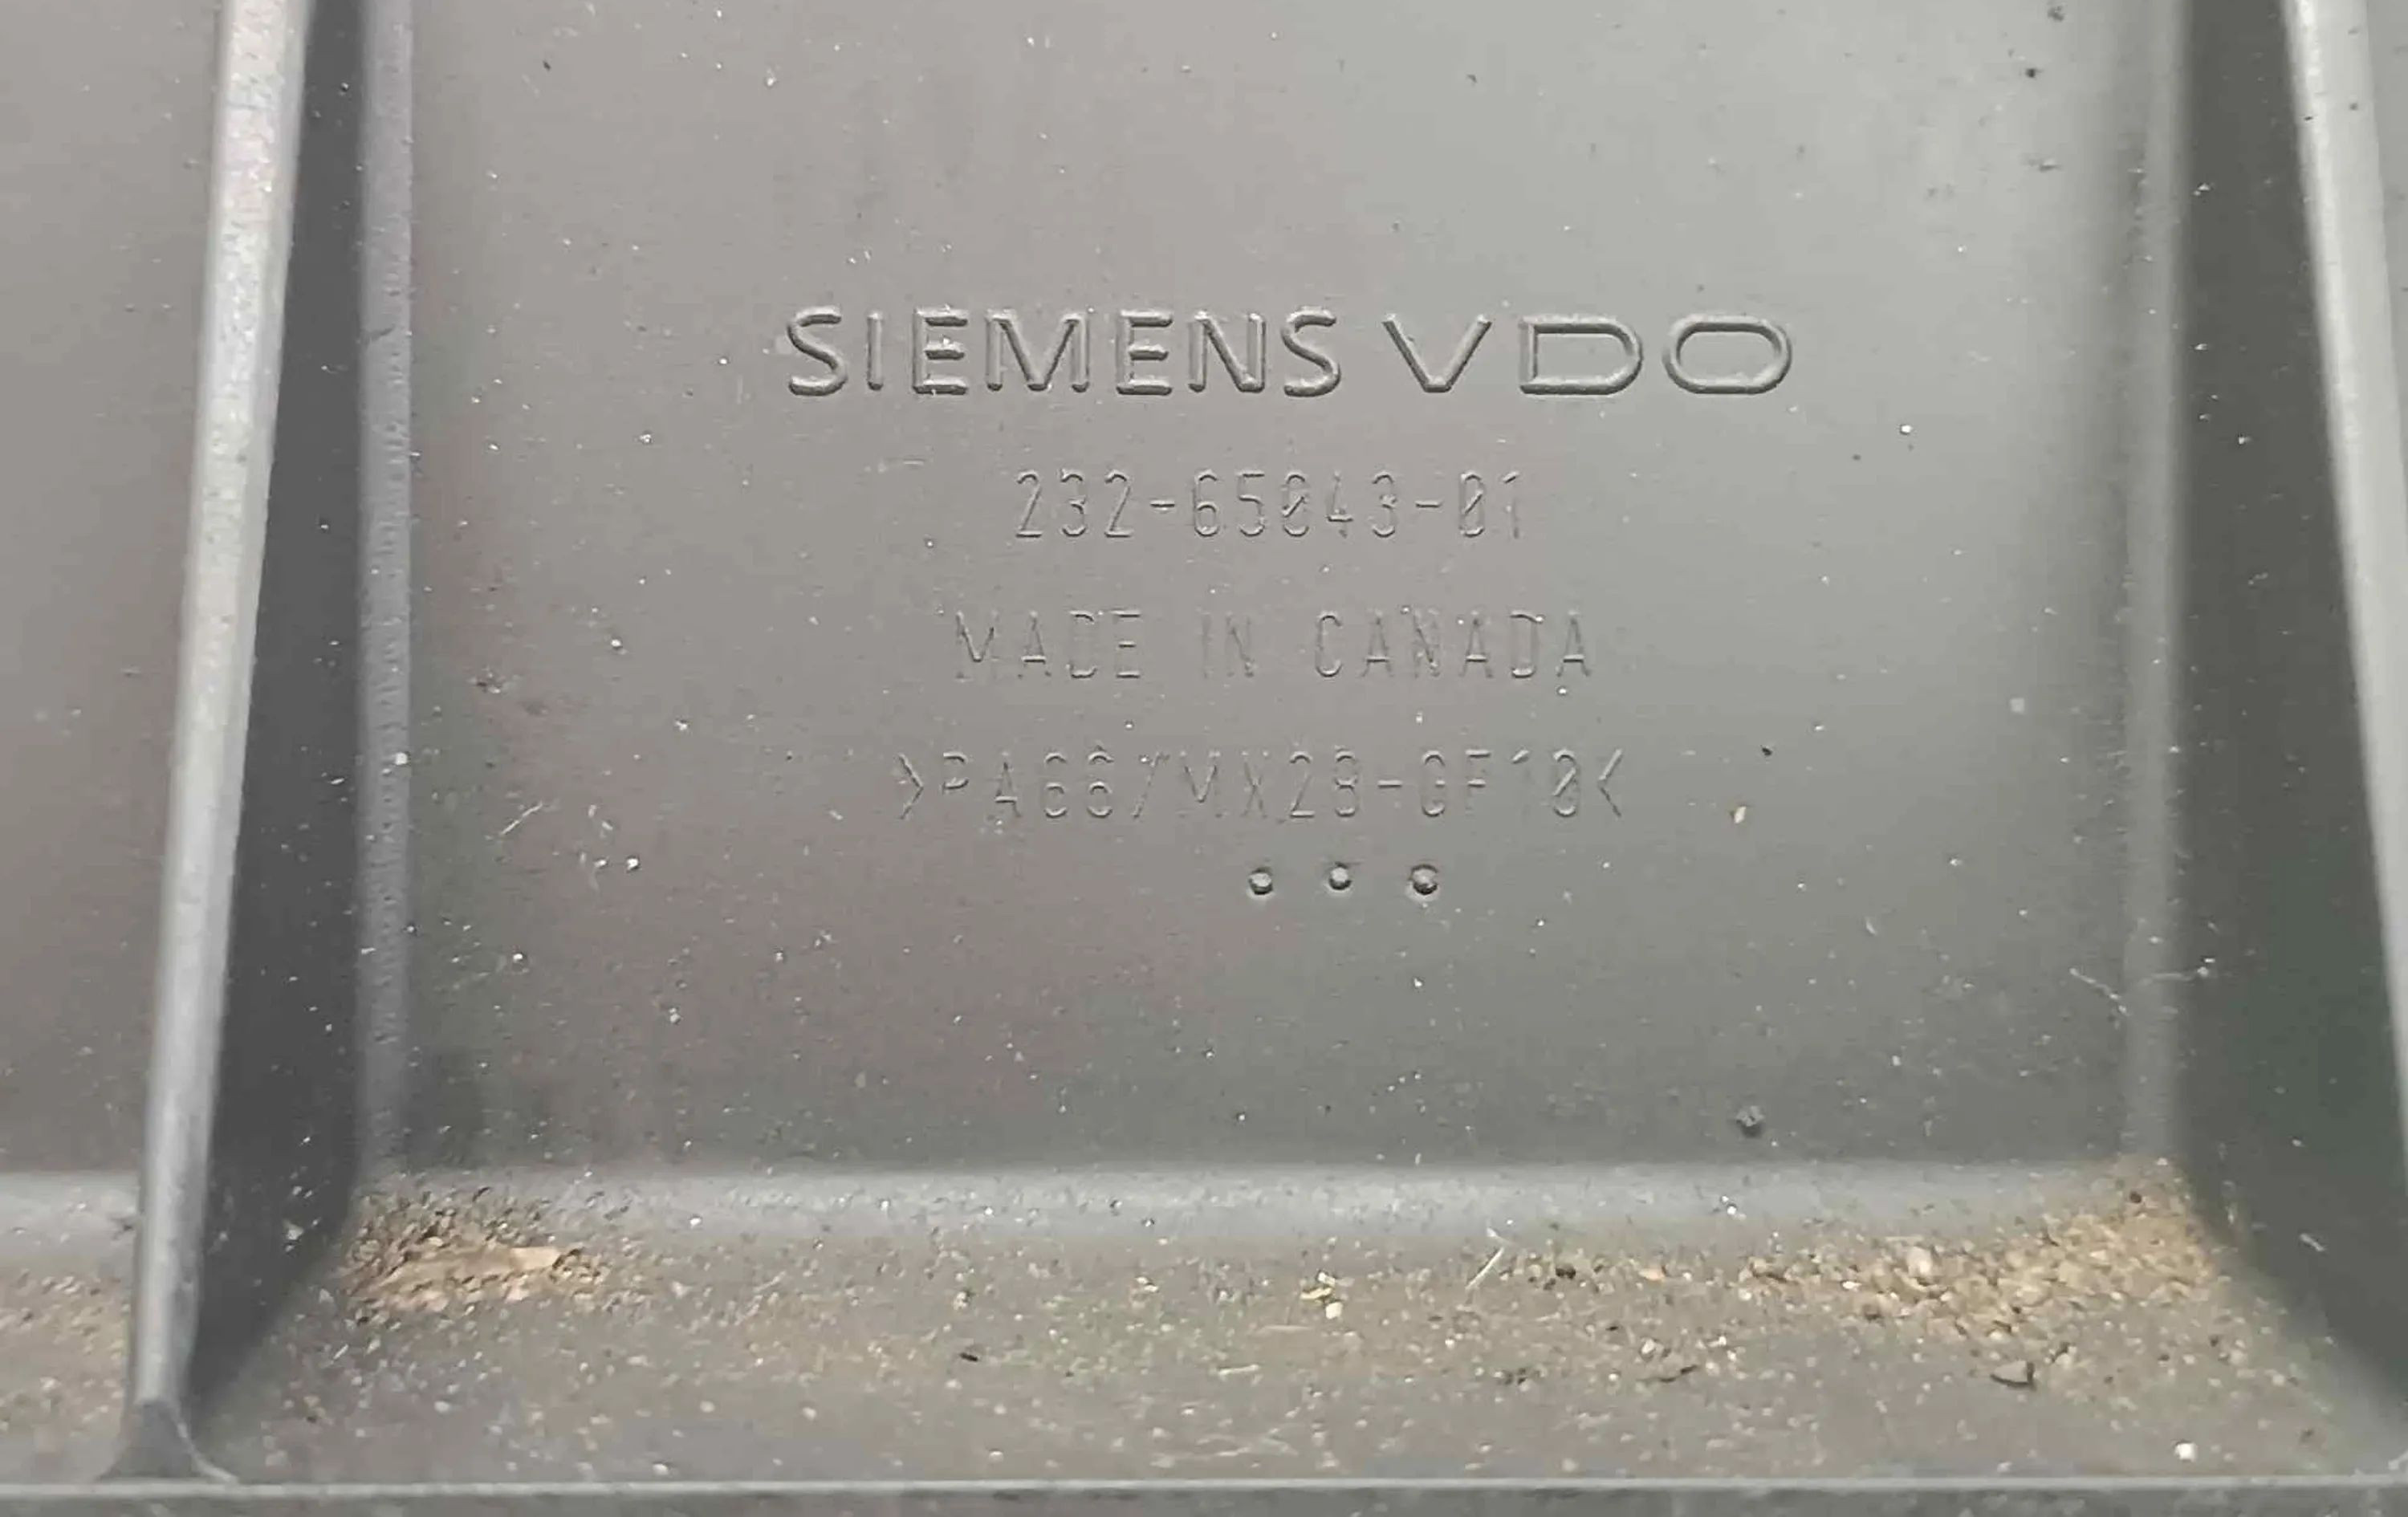 SIEMENS VDO
232-65043-01
MADE IN CANADA
>PA66/MX28-GF10<